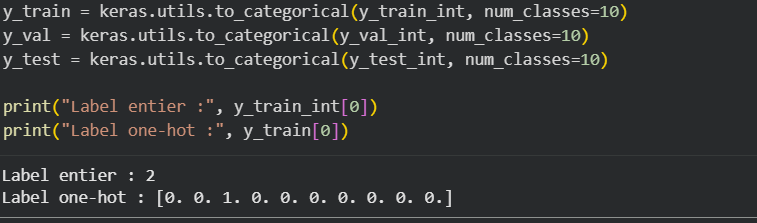 y_train = keras.utils.to_categorical(y_train_int, num_classes=10)
y_val = keras.utils.to_categorical(y_val_int, num_classes=10)
y_test = keras.utils.to_categorical(y_test_int, num_classes=10)
print("Label entier :", y_train_int[0])
print("Label one-hot :", y_train[0])
Label entier : 2
Label one-hot : [0. 0. 1. 0. 0. 0. 0. 0. 0. 0.]